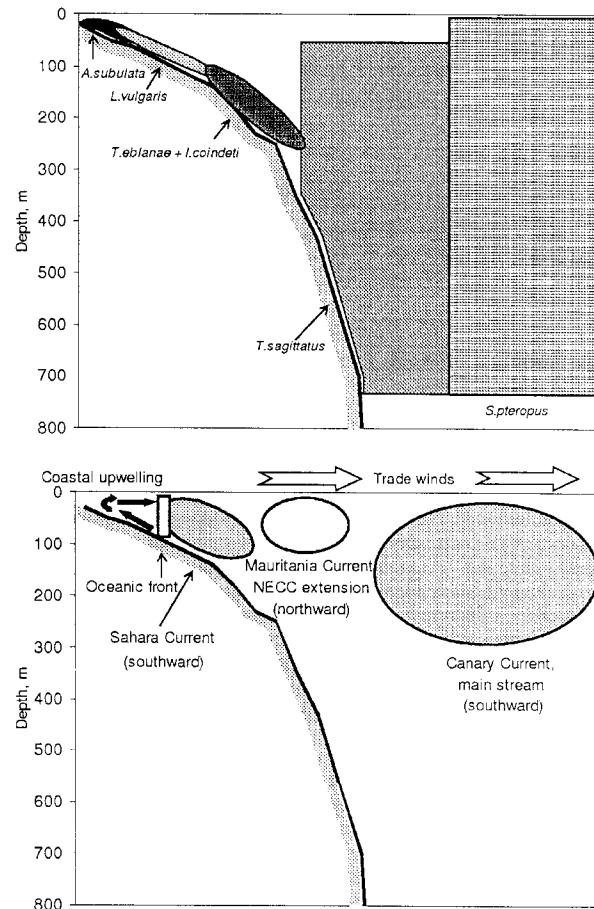 0
100
200
300
400
500
600
700
800
Depth, m
A.subulata
L.vulgaris
T.eblanae + I.coindeti
T.sagittatus
S.pteropus
Coastal upwelling
Trade winds
0
100
200
300
400
500
600
700
800
Depth, m
Oceanic front
Sahara Current
(southward)
Mauritania Current
NECC extension
(northward)
Canary Current,
main stream
(southward)